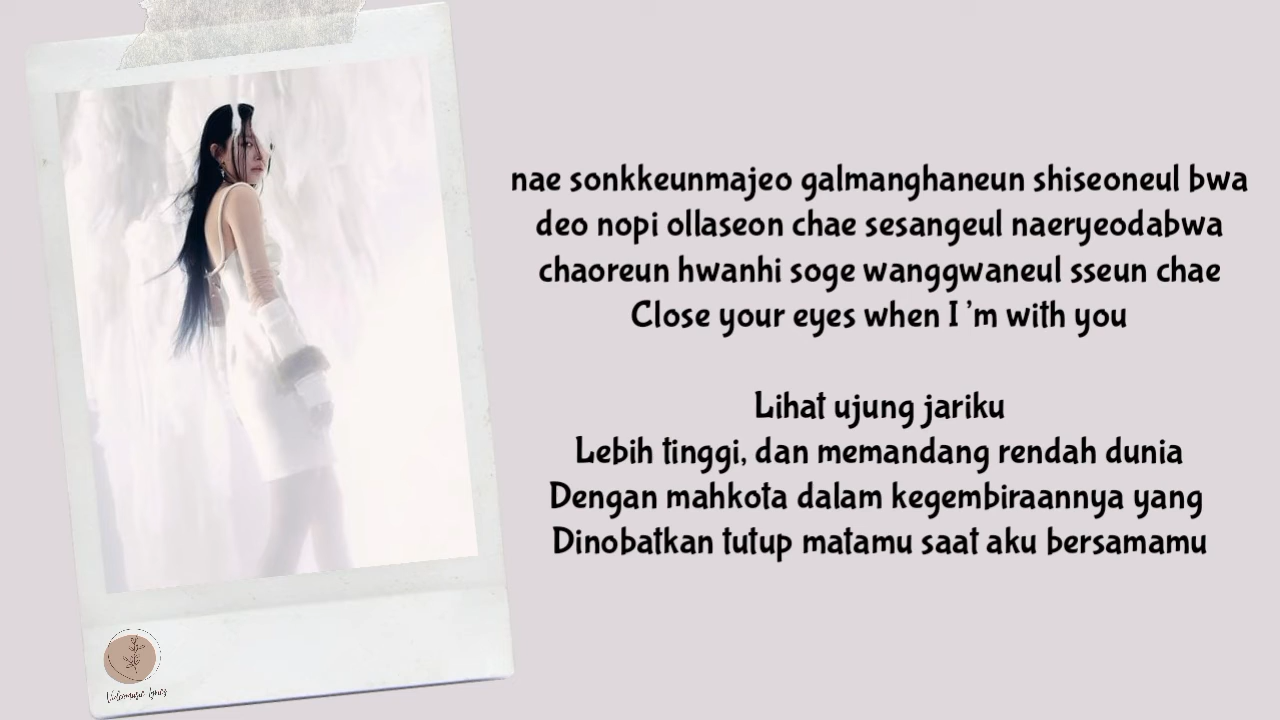 nae sonkkeunmajeo galmanghaneun shiseoneul bwa
deo nopi ollaseon chae sesangeul naeryeodabwa
chaoreun hwanhi soge wanggwaneul sseun chae
Close your eyes when I 'm with you
Lihat ujung jariku
Lebih tinggi, dan memandang rendah dunia
Dengan mahkota dalam kegembiraannya yang
Dinobatkan tutup matamu saat aku bersamamu